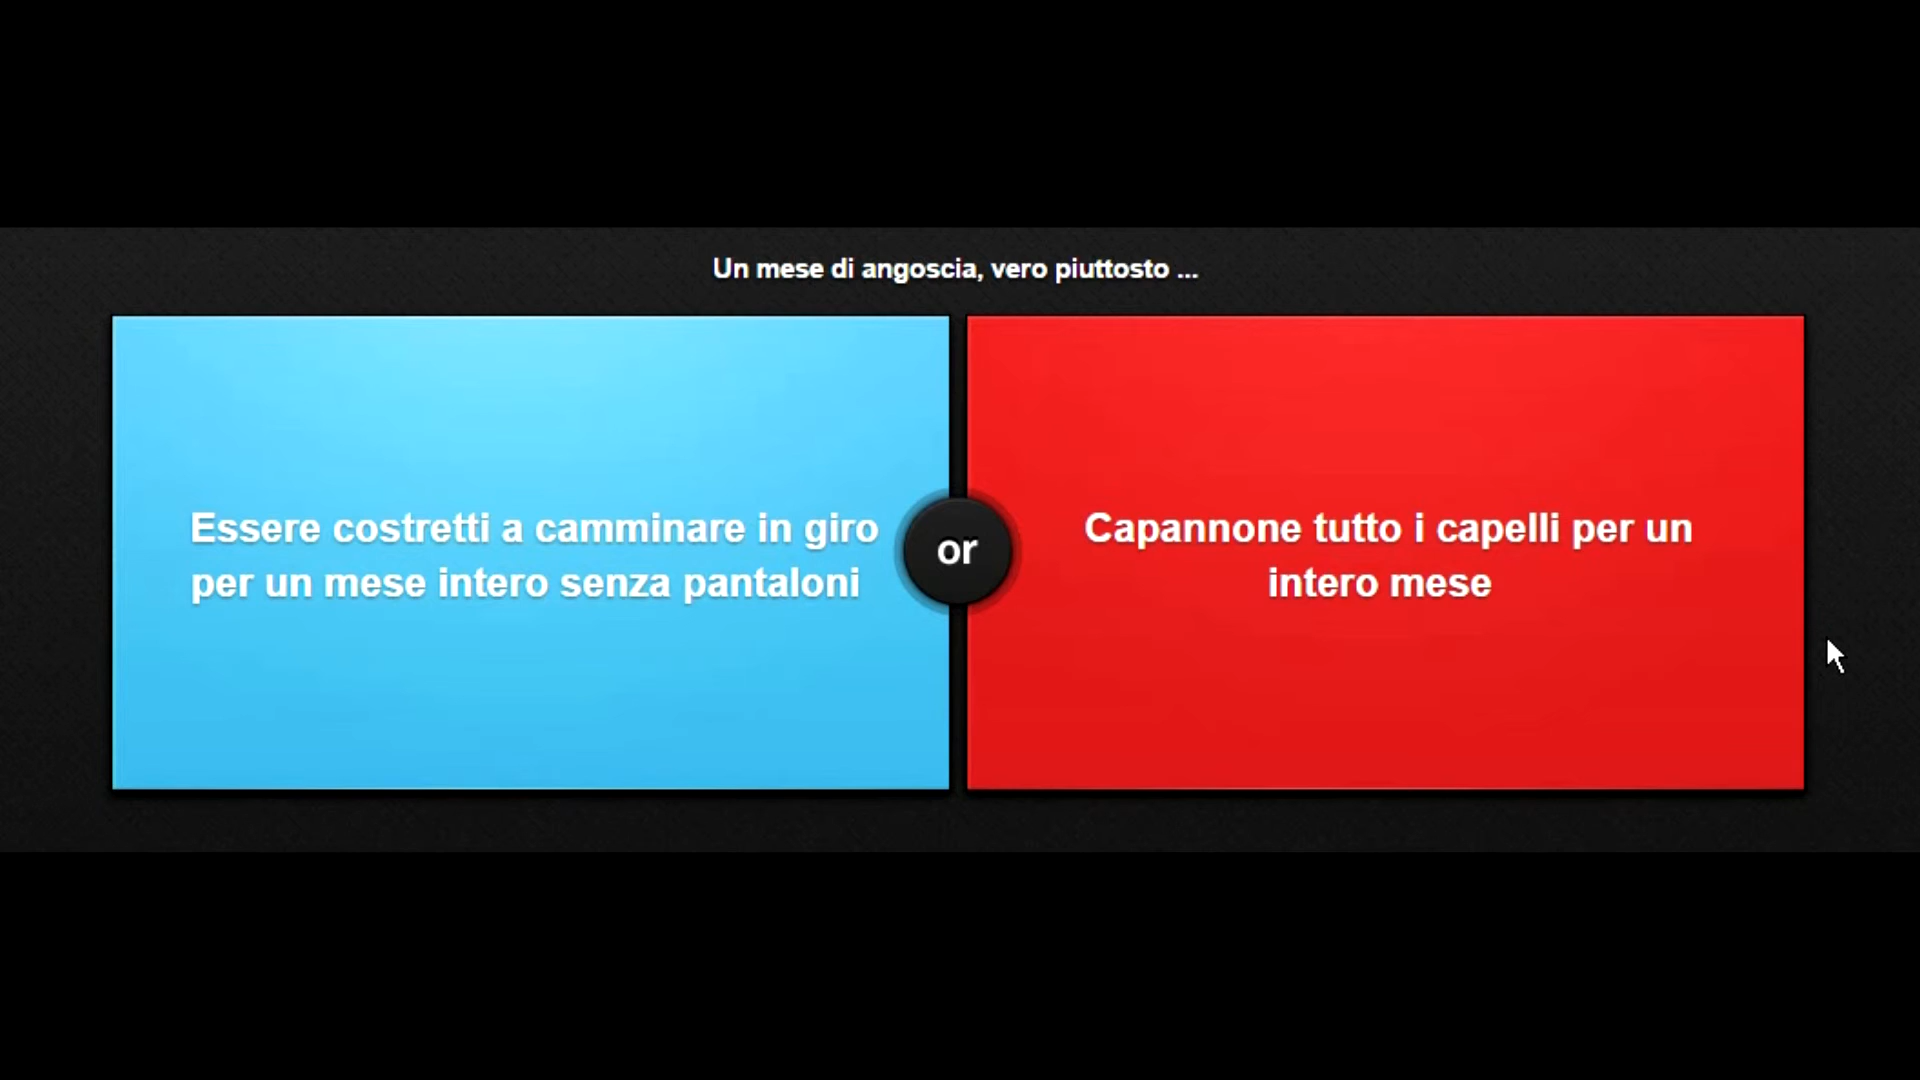 Un mese di angoscia, vero piuttosto ...
Essere costretti a camminare in giro
per un mese intero senza pantaloni
or
Capannone tutto i capelli per un
intero mese